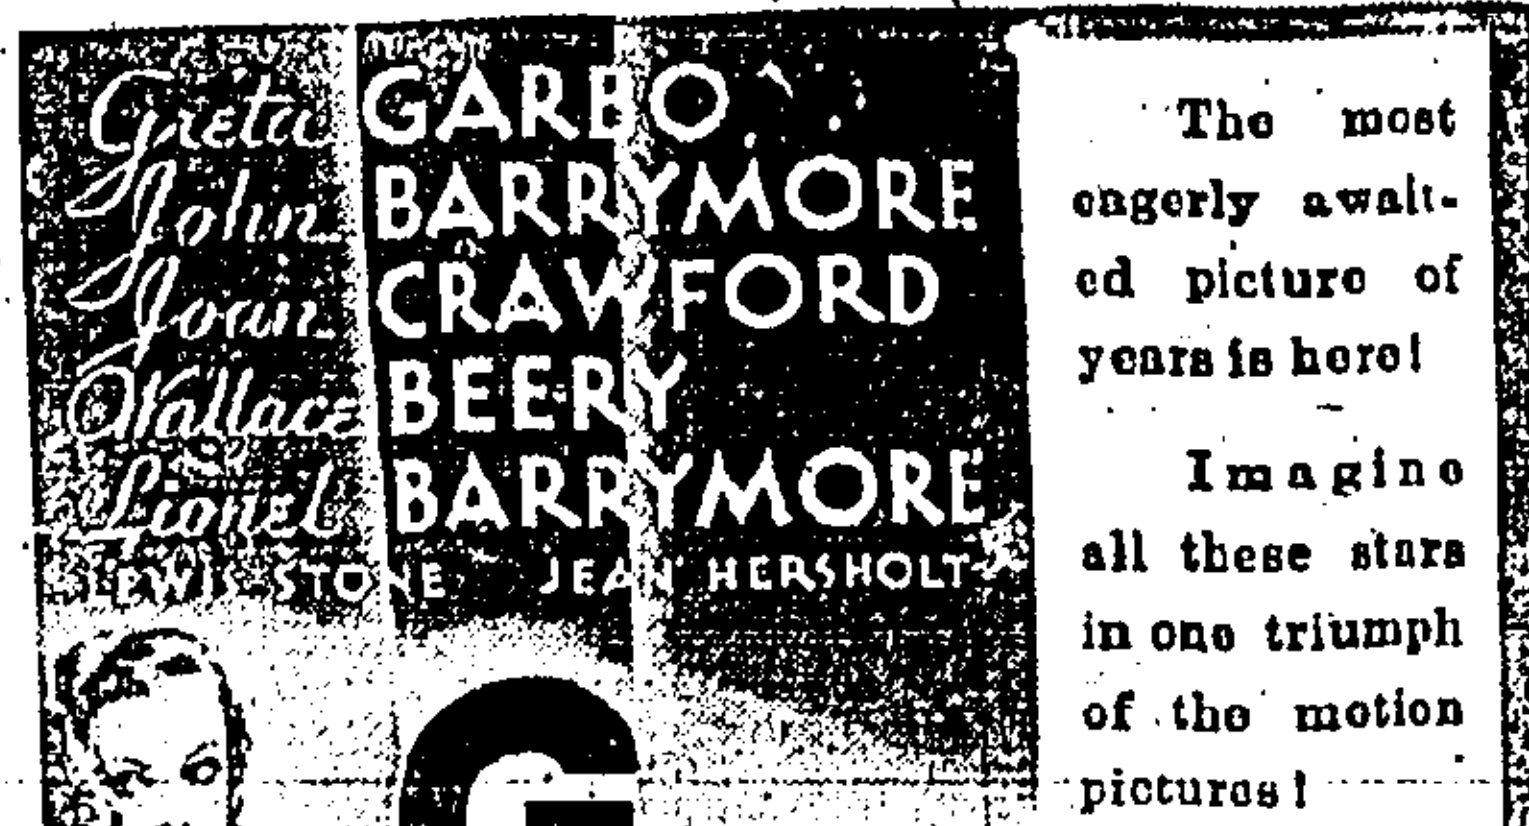 Greta GARBO
John BARRYMORE
Joan CRAWFORD
Wallace BEERY
Lionel BARRYMORE
LEWIS STONE JEAN HERSHOLT
G
The most
eagerly await-
ed picture of
years is here!
Imagine
all these stars
in one triumph
of the motion
pictures!